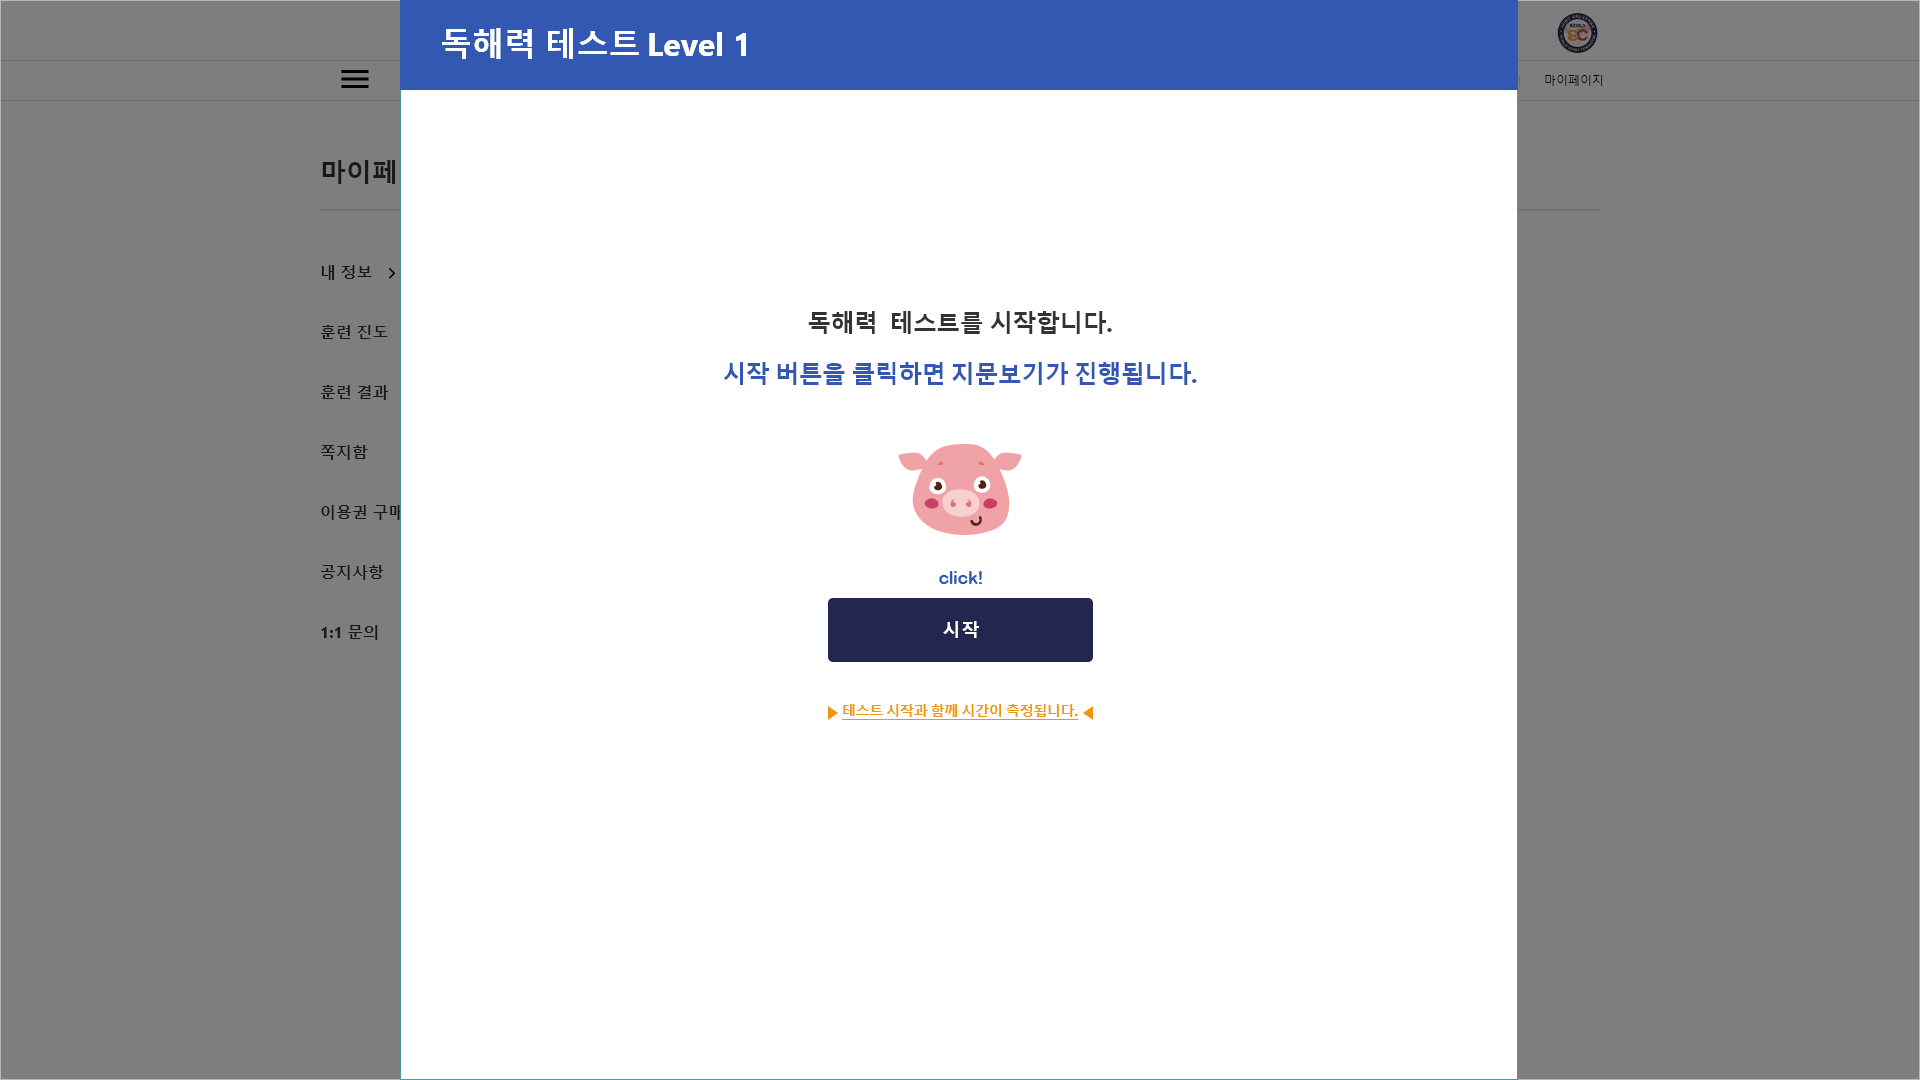 독해력 테스트 Level 1
마이페이지
마이페
내 정보
훈련 진도
훈련 결과
쪽지함
이용권 구매
공지사항
1:1 문의
독해력 테스트를 시작합니다.
시작 버튼을 클릭하면 지문보기가 진행됩니다.
click!
시작
테스트 시작과 함께 시간이 측정됩니다.